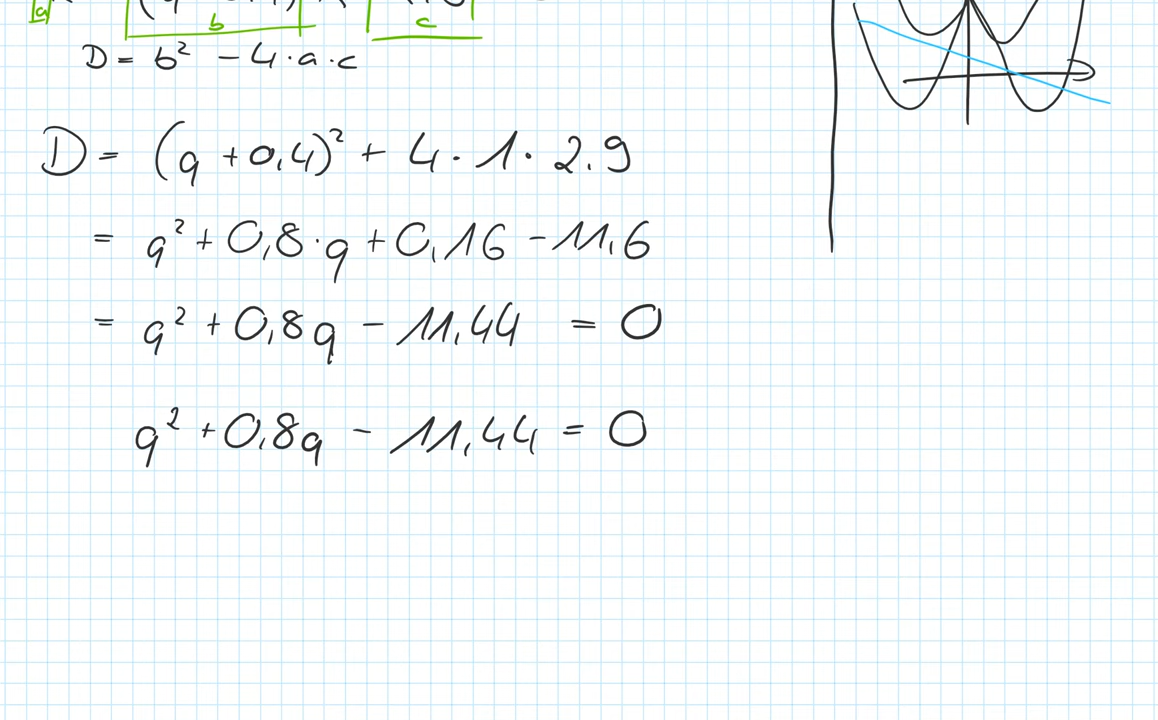 a
b
c
D = b² - 4 · a · c
D = (q + 0,4)² + 4 · 1 · 2.9
= q² + 0,8 · q + 0,16 - 11,6
= q² + 0,8q - 11,44 = 0
q² + 0,8q - 11,44 = 0